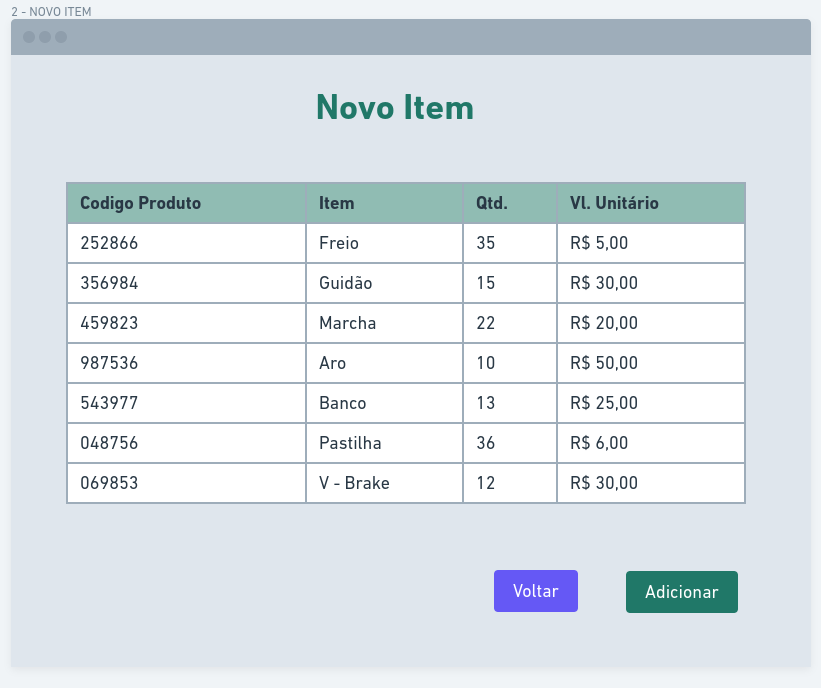 2 - NOVO ITEM
Novo Item
Codigo Produto Item Qtd. Vl. Unitário
252866 Freio 35 R$ 5,00
356984 Guidão 15 R$ 30,00
459823 Marcha 22 R$ 20,00
987536 Aro 10 R$ 50,00
543977 Banco 13 R$ 25,00
048756 Pastilha 36 R$ 6,00
069853 V - Brake 12 R$ 30,00
Voltar Adicionar